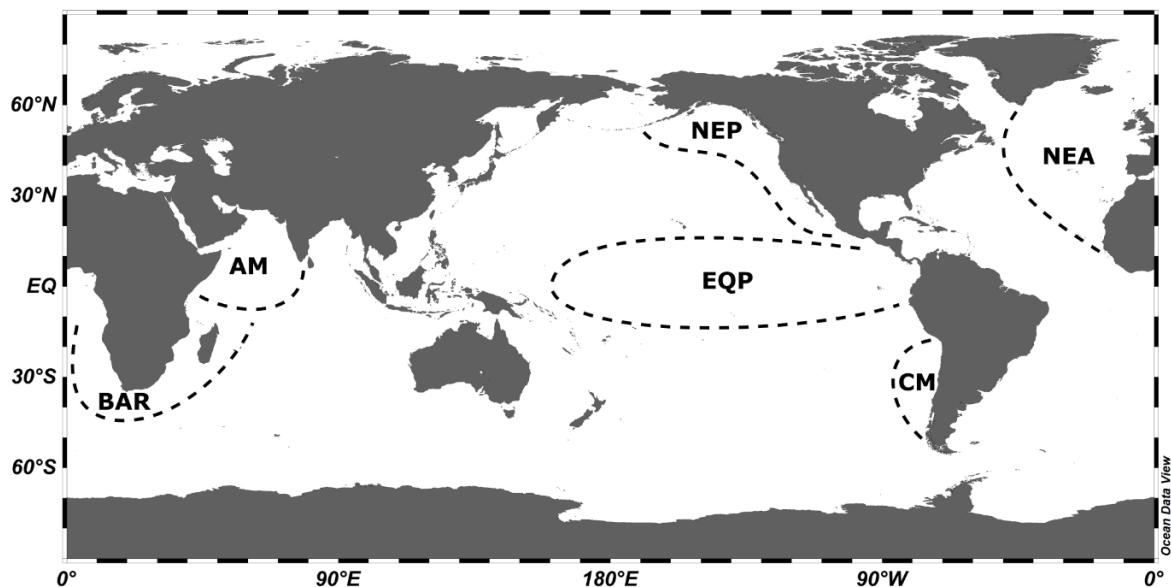 60°N
30°N
EQ
30°S
60°S
NEP
NEA
AM
EQP
CM
BAR
0°
90°E
180°E
90°W
0°
Ocean Data View